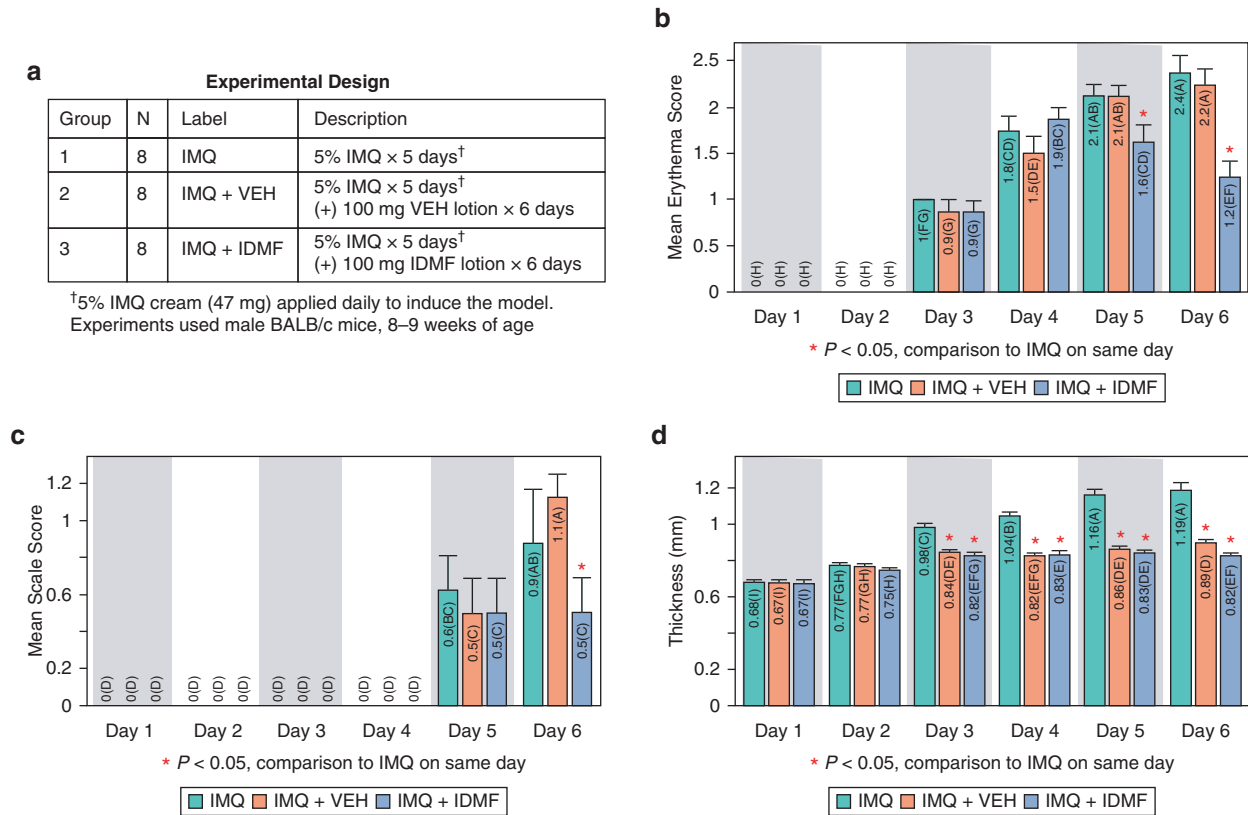 a
Experimental Design
Group N Label Description
1 8 IMQ 5% IMQ × 5 days†
2 8 IMQ + VEH 5% IMQ × 5 days†
(+) 100 mg VEH lotion × 6 days
3 8 IMQ + IDMF 5% IMQ × 5 days†
(+) 100 mg IDMF lotion × 6 days
†5% IMQ cream (47 mg) applied daily to induce the model.
Experiments used male BALB/c mice, 8–9 weeks of age
b
Mean Erythema Score
2.5
2
1.5
1
0.5
0
0(H) 0(H) 0(H)
0(H) 0(H) 0(H)
1(FG) 0.9(G) 0.9(G)
1.8(CD) 1.5(DE) 1.9(BC)
2.1(AB) 2.1(AB) * 1.6(CD)
2.4(A) 2.2(A) * 1.2(EF)
Day 1 Day 2 Day 3 Day 4 Day 5 Day 6
* P < 0.05, comparison to IMQ on same day
IMQ IMQ + VEH IMQ + IDMF
c
Mean Scale Score
1.2
1
0.6
0.2
0
0(D) 0(D) 0(D)
0(D) 0(D) 0(D)
0(D) 0(D) 0(D)
0(D) 0(D) 0(D)
0.6(BC) 0.5(C) 0.5(C)
0.9(AB) 1.1(A) * 0.5(C)
Day 1 Day 2 Day 3 Day 4 Day 5 Day 6
* P < 0.05, comparison to IMQ on same day
IMQ IMQ + VEH IMQ + IDMF
d
Thickness (mm)
1.2
1
0.6
0.2
0
0.68(I) 0.67(I) 0.67(I)
0.77(FGH) 0.77(GH) 0.75(H)
0.98(C) * 0.84(DE) * 0.82(EFG)
1.04(B) * 0.82(EFG) * 0.83(E)
1.16(A) * 0.86(DE) * 0.83(DE)
1.19(A) * 0.89(D) * 0.82(EF)
Day 1 Day 2 Day 3 Day 4 Day 5 Day 6
* P < 0.05, comparison to IMQ on same day
IMQ IMQ + VEH IMQ + IDMF